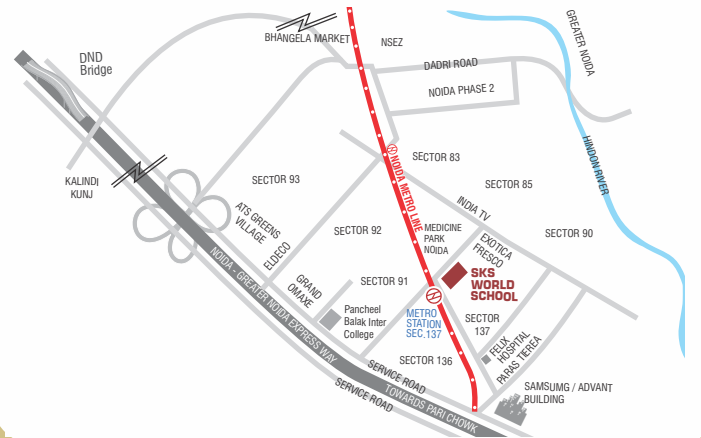 BHANGELA MARKET
NSEZ
GREATER NOIDA
DND
Bridge
DADRI ROAD
NOIDA PHASE 2
HINDON RIVER
KALINDI
KUNJ
SECTOR 93
NOIDA METRO LINE
SECTOR 83
SECTOR 85
INDIA TV
ATS GREENS
VILLAGE
ELDECO
SECTOR 92
MEDICINE
PARK
NOIDA
EXOTICA
FRESCO
SECTOR 90
SKS
WORLD
SCHOOL
NOIDA - GREATER NOIDA EXPRESS WAY
GRAND
OMAXE
SECTOR 91
Pancheel
Balak Inter
College
METRO
STATION
SEC.137
SECTOR
137
FELIX
HOSPITAL
PARAS TIEREA
SECTOR 136
SERVICE ROAD
SERVICE ROAD
TOWARDS PARI CHOWK
SAMSUMG / ADVANT
BUILDING